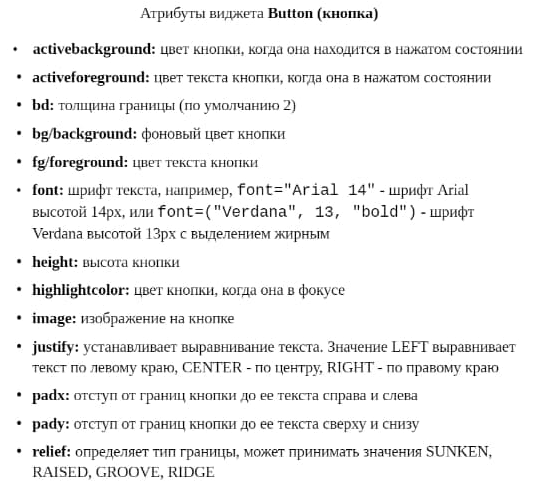 Атрибуты виджета Button (кнопка)
• activebackground: цвет кнопки, когда она находится в нажатом состоянии
• activeforeground: цвет текста кнопки, когда она в нажатом состоянии
• bd: толщина границы (по умолчанию 2)
• bg/background: фоновый цвет кнопки
• fg/foreground: цвет текста кнопки
• font: шрифт текста, например, font="Arial 14" - шрифт Arial
высотой 14px, или font=("Verdana", 13, "bold") - шрифт
Verdana высотой 13px с выделением жирным
• height: высота кнопки
• highlightcolor: цвет кнопки, когда она в фокусе
• image: изображение на кнопке
• justify: устанавливает выравнивание текста. Значение LEFT выравнивает
текст по левому краю, CENTER - по центру, RIGHT - по правому краю
• padx: отступ от границ кнопки до ее текста справа и слева
• pady: отступ от границ кнопки до ее текста сверху и снизу
• relief: определяет тип границы, может принимать значения SUNKEN,
RAISED, GROOVE, RIDGE